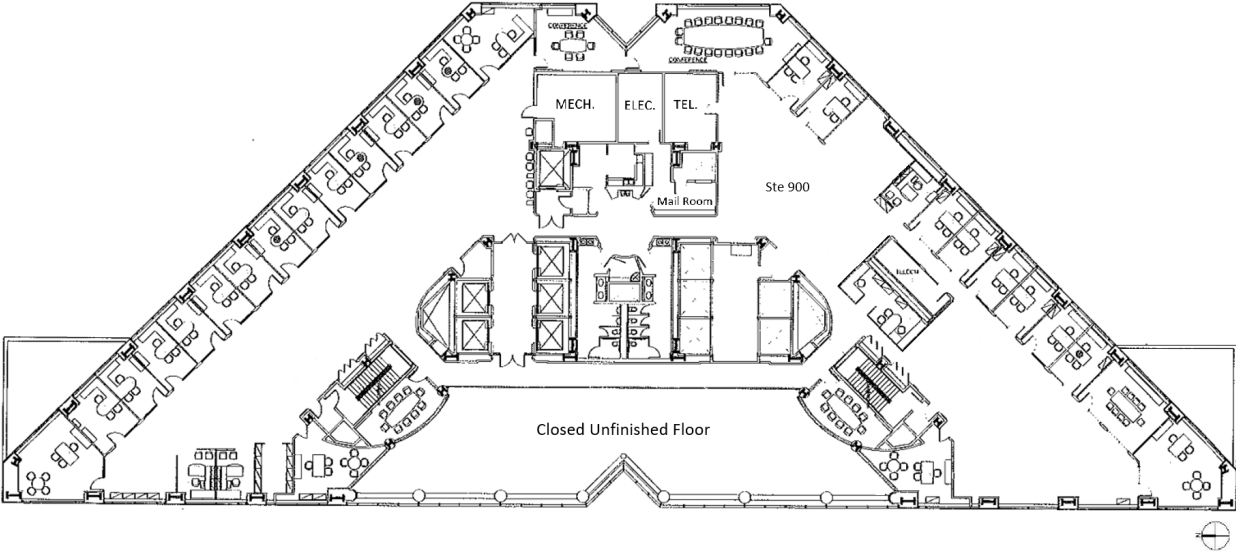 CONFERENCE
CONFERENCE
MECH.
ELEC.
TEL.
Ste 900
Mail Room
Closed Unfinished Floor
N